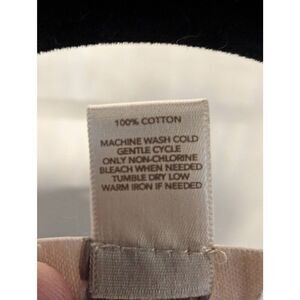 100% COTTON
MACHINE WASH COLD
GENTLE CYCLE
ONLY NON-CHLORINE
BLEACH WHEN NEEDED
TUMBLE DRY LOW
WARM IRON IF NEEDED